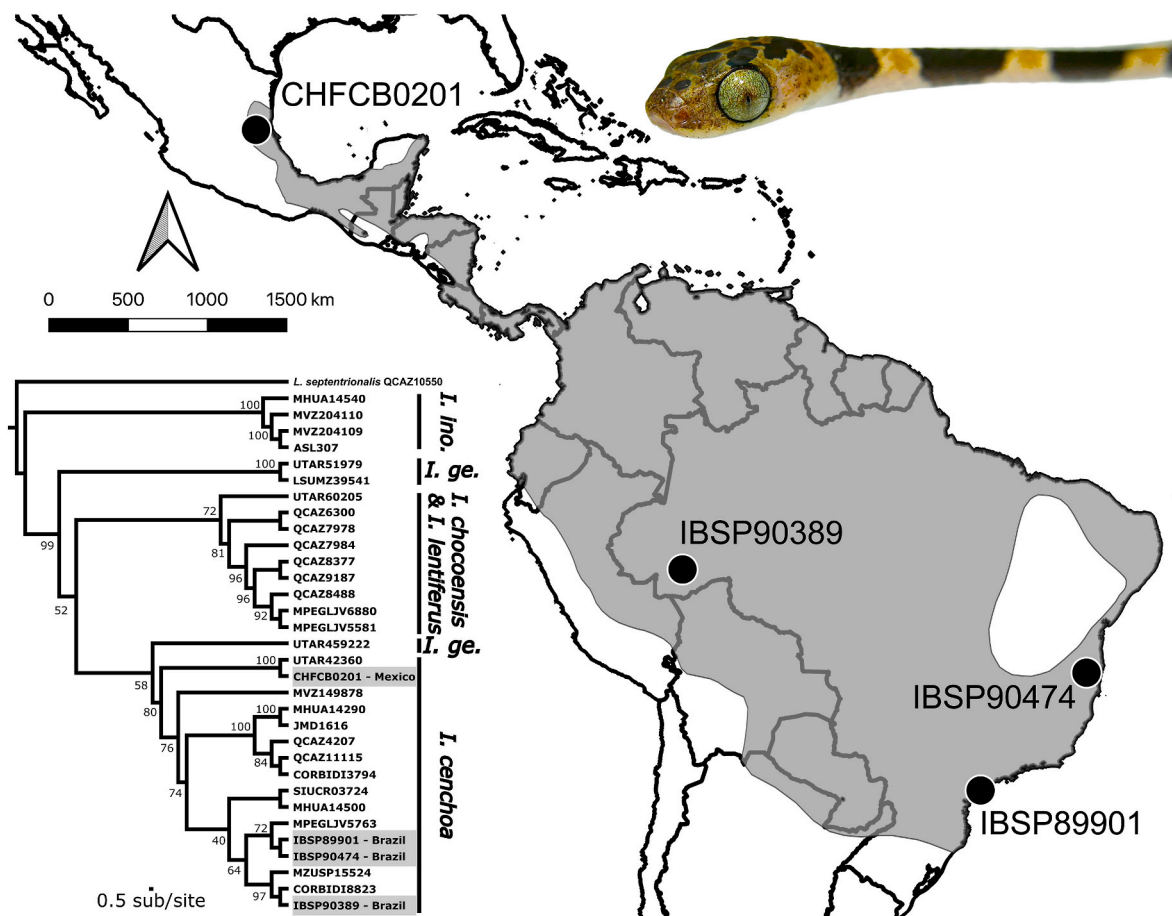 CHFCB0201
0 500 1000 1500 km
IBSP90389
IBSP90474
IBSP89901
L. septentrionalis QCAZ10550
MHUA14540
100
MVZ204110
MVZ204109
100
ASL307
I. ino.
UTAR51979
100
LSUMZ39541
I. ge.
UTAR60205
72
QCAZ6300
QCAZ7978
81
QCAZ7984
96
QCAZ8377
QCAZ9187
96
QCAZ8488
92
MPEGLJV6880
MPEGLJV5581
I. chocoensis
& I. lentiferus
99
52
UTAR459222
I. ge.
58
UTAR42360
100
CHFCB0201 - Mexico
80
MVZ149878
76
MHUA14290
100
JMD1616
100
QCAZ4207
QCAZ11115
84
CORBIDI3794
74
SIUCR03724
MHUA14500
40
MPEGLJV5763
72
IBSP89901 - Brazil
IBSP90474 - Brazil
64
MZUSP15524
CORBIDI8823
97
IBSP90389 - Brazil
I. cenchoa
0.5 sub/site